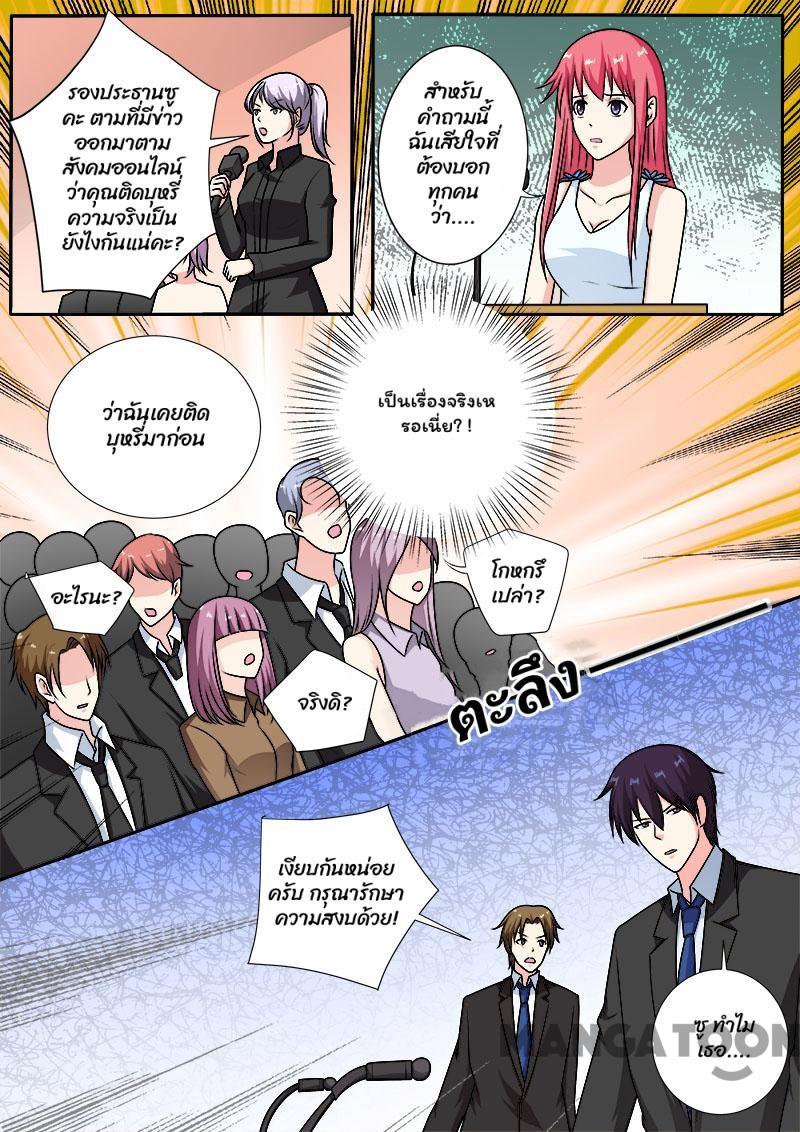 รองประธานซู
คะ ตามที่มีข่าว
ออกมาตาม
สังคมออนไลน์
ว่าคุณติดบุหรี่
ความจริงเป็น
ยังไงกันแน่คะ?
สำหรับ
คำถามนี้
ฉันเสียใจที่
ต้องบอก
ทุกคน
ว่า....
ว่าฉันเคยติด
บุหรี่มาก่อน
เป็นเรื่องจริงเห
รอเนี่ย?!
อะไรนะ?
โกหกรึ
เปล่า?
จริงดิ?
ตะลึง
เงียบกันหน่อย
ครับ กรุณารักษา
ความสงบด้วย!
ซู ทำไม
เธอ....
MANGATOON